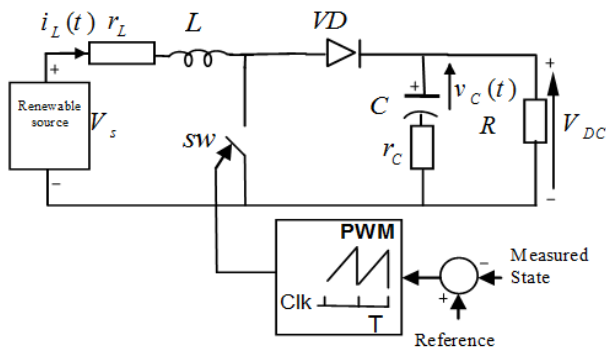 i_L(t) r_L
L
VD
+
Renewable
source
V_s
−
sw
+
C
r_C
v_C(t)
R
+
V_DC
−
PWM
Clk
T
−
+
Measured
State
Reference